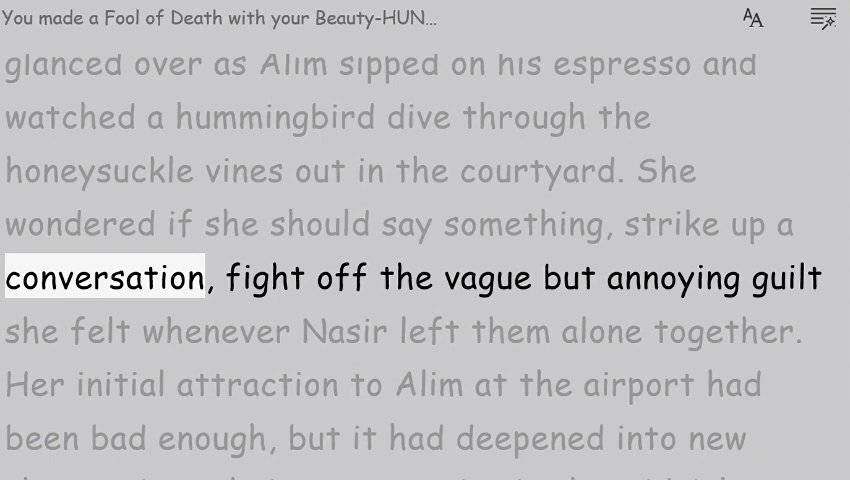 You made a Fool of Death with your Beauty-HUN...
glanced over as Alim sipped on his espresso and
watched a hummingbird dive through the
honeysuckle vines out in the courtyard. She
wondered if she should say something, strike up a
conversation, fight off the vague but annoying guilt
she felt whenever Nasir left them alone together.
Her initial attraction to Alim at the airport had
been bad enough, but it had deepened into new